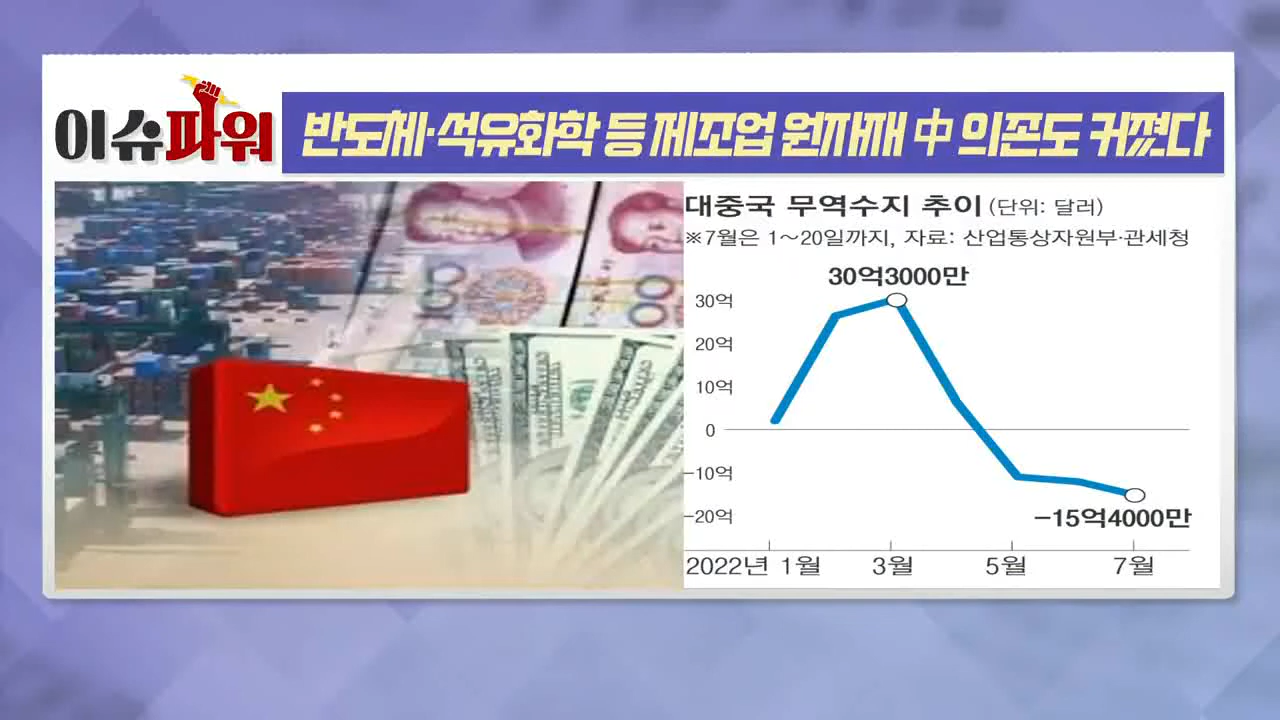 이슈파워
반도체·석유화학 등 제조업 원자재 中 의존도 커졌다
대중국 무역수지 추이 (단위: 달러)
※7월은 1~20일까지, 자료: 산업통상자원부·관세청
30억3000만
30억
20억
10억
0
-10억
-20억
-15억4000만
2022년 1월 3월 5월 7월
100
00